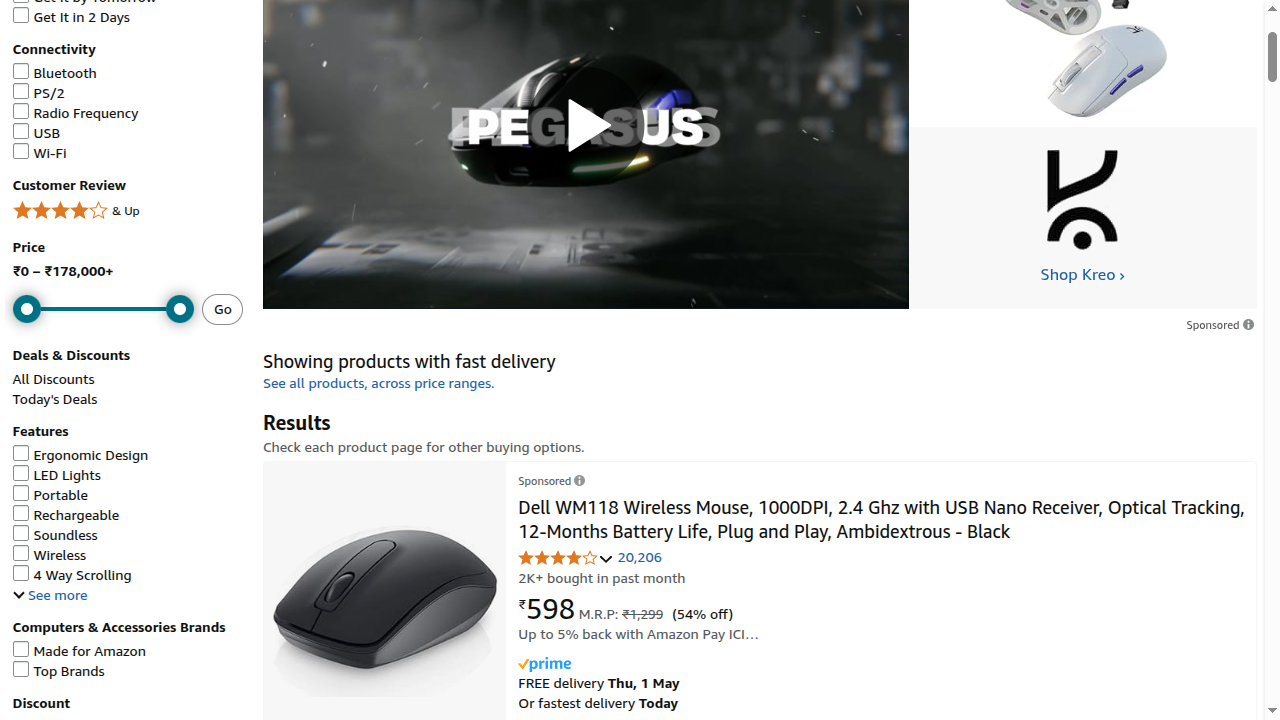 Get It by Tomorrow
Get It in 2 Days
Connectivity
Bluetooth
PS/2
Radio Frequency
USB
Wi-Fi
Customer Review
& Up
Price
₹0 – ₹178,000+
Go
Deals & Discounts
All Discounts
Today's Deals
Features
Ergonomic Design
LED Lights
Portable
Rechargeable
Soundless
Wireless
4 Way Scrolling
See more
Computers & Accessories Brands
Made for Amazon
Top Brands
Discount
PEGASUS
Shop Kreo ›
Sponsored
Showing products with fast delivery
See all products, across price ranges.
Results
Check each product page for other buying options.
Sponsored
Dell WM118 Wireless Mouse, 1000DPI, 2.4 Ghz with USB Nano Receiver, Optical Tracking,
12-Months Battery Life, Plug and Play, Ambidextrous - Black
20,206
2K+ bought in past month
₹598 M.R.P: ₹1,299 (54% off)
Up to 5% back with Amazon Pay ICI…
prime
FREE delivery Thu, 1 May
Or fastest delivery Today